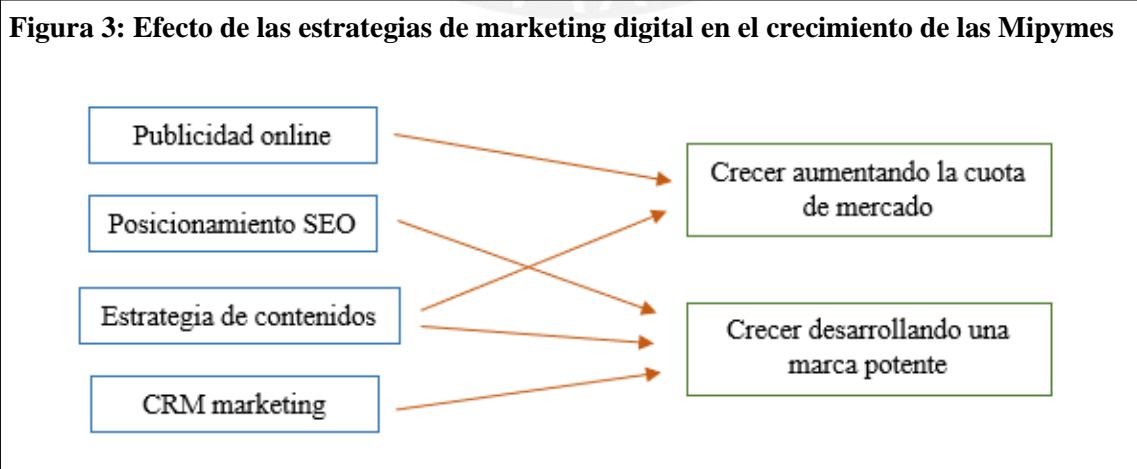 Figura 3: Efecto de las estrategias de marketing digital en el crecimiento de las Mipymes
Publicidad online
Posicionamiento SEO
Estrategia de contenidos
CRM marketing
Crecer aumentando la cuota
de mercado
Crecer desarrollando una
marca potente